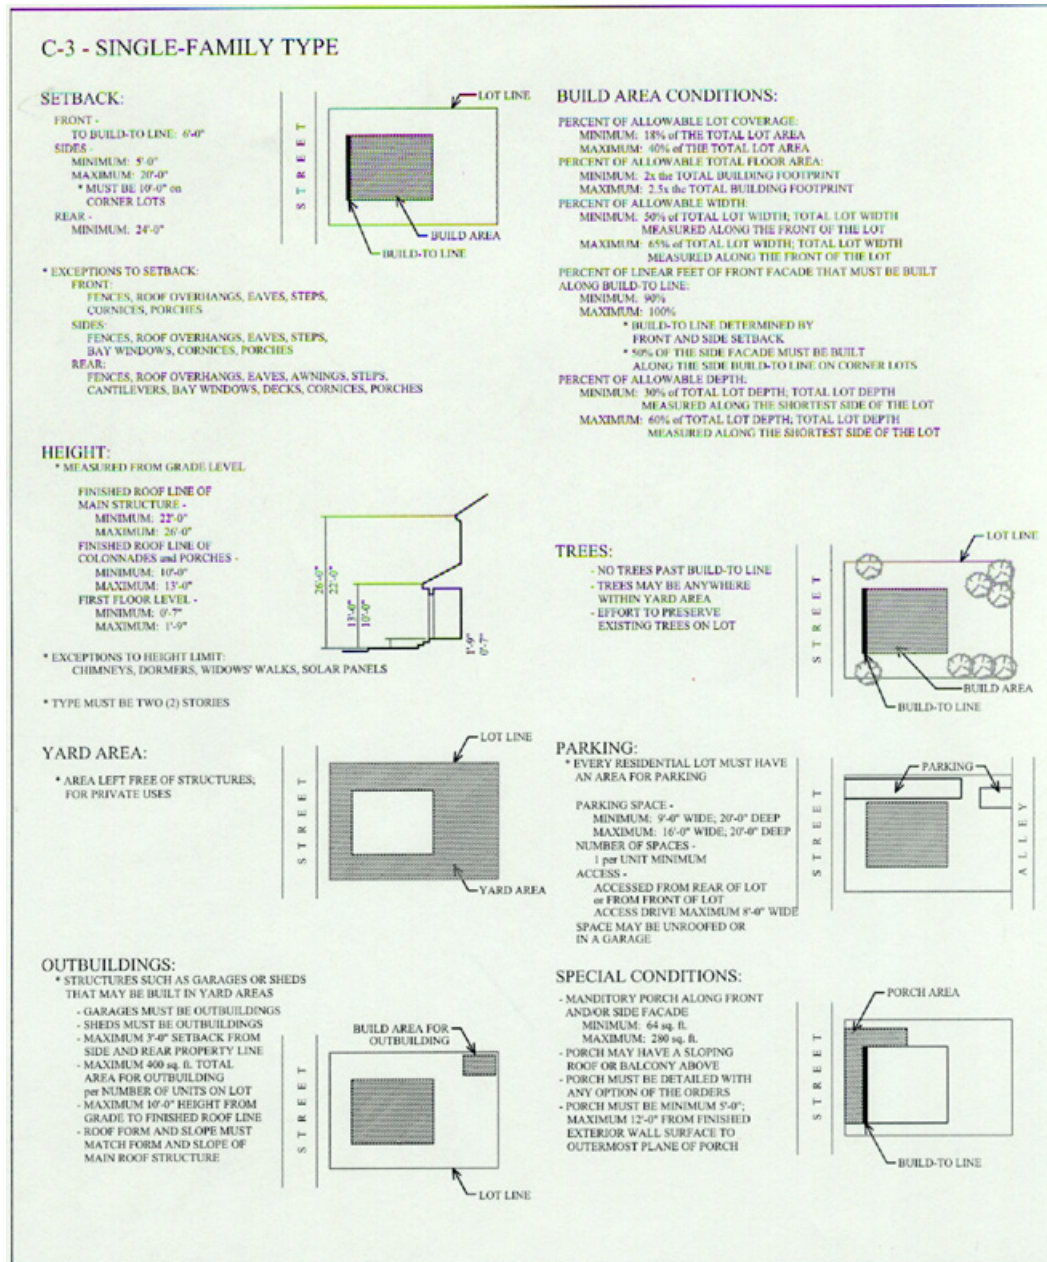 C-3 - SINGLE-FAMILY TYPE
SETBACK:
FRONT -
TO BUILD-TO LINE: 6'-0"
SIDES -
MINIMUM: 5'-0"
MAXIMUM: 20'-0"
* MUST BE 10'-0" on
CORNER LOTS
REAR -
MINIMUM: 24'-0"
STREET
LOT LINE
BUILD AREA
BUILD-TO LINE
* EXCEPTIONS TO SETBACK:
FRONT:
FENCES, ROOF OVERHANGS, EAVES, STEPS,
CORNICES, PORCHES
SIDES:
FENCES, ROOF OVERHANGS, EAVES, STEPS,
BAY WINDOWS, CORNICES, PORCHES
REAR:
FENCES, ROOF OVERHANGS, EAVES, AWNINGS, STEPS,
CANTILEVERS, BAY WINDOWS, DECKS, CORNICES, PORCHES
BUILD AREA CONDITIONS:
PERCENT OF ALLOWABLE LOT COVERAGE:
MINIMUM: 18% of THE TOTAL LOT AREA
MAXIMUM: 40% of THE TOTAL LOT AREA
PERCENT OF ALLOWABLE TOTAL FLOOR AREA:
MINIMUM: 2x the TOTAL BUILDING FOOTPRINT
MAXIMUM: 2.5x the TOTAL BUILDING FOOTPRINT
PERCENT OF ALLOWABLE WIDTH:
MINIMUM: 50% of TOTAL LOT WIDTH; TOTAL LOT WIDTH
MEASURED ALONG THE FRONT OF THE LOT
MAXIMUM: 65% of TOTAL LOT WIDTH; TOTAL LOT WIDTH
MEASURED ALONG THE FRONT OF THE LOT
PERCENT OF LINEAR FEET OF FRONT FACADE THAT MUST BE BUILT
ALONG BUILD-TO LINE:
MINIMUM: 90%
MAXIMUM: 100%
* BUILD-TO LINE DETERMINED BY
FRONT AND SIDE SETBACK
* 50% OF THE SIDE FACADE MUST BE BUILT
ALONG THE SIDE BUILD-TO LINE ON CORNER LOTS
PERCENT OF ALLOWABLE DEPTH:
MINIMUM: 30% of TOTAL LOT DEPTH; TOTAL LOT DEPTH
MEASURED ALONG THE SHORTEST SIDE OF THE LOT
MAXIMUM: 60% of TOTAL LOT DEPTH; TOTAL LOT DEPTH
MEASURED ALONG THE SHORTEST SIDE OF THE LOT
HEIGHT:
* MEASURED FROM GRADE LEVEL
FINISHED ROOF LINE OF
MAIN STRUCTURE -
MINIMUM: 22'-0"
MAXIMUM: 26'-0"
FINISHED ROOF LINE OF
COLONNADES and PORCHES -
MINIMUM: 10'-0"
MAXIMUM: 13'-0"
FIRST FLOOR LEVEL -
MINIMUM: 0'-7"
MAXIMUM: 1'-9"
26'-0"
22'-0"
13'-0"
10'-0"
1'-9"
0'-7"
* EXCEPTIONS TO HEIGHT LIMIT:
CHIMNEYS, DORMERS, WIDOWS' WALKS, SOLAR PANELS
* TYPE MUST BE TWO (2) STORIES
TREES:
- NO TREES PAST BUILD-TO LINE
- TREES MAY BE ANYWHERE
WITHIN YARD AREA
- EFFORT TO PRESERVE
EXISTING TREES ON LOT
STREET
LOT LINE
BUILD AREA
BUILD-TO LINE
YARD AREA:
* AREA LEFT FREE OF STRUCTURES;
FOR PRIVATE USES
STREET
LOT LINE
YARD AREA
PARKING:
* EVERY RESIDENTIAL LOT MUST HAVE
AN AREA FOR PARKING
PARKING SPACE -
MINIMUM: 9'-0" WIDE; 20'-0" DEEP
MAXIMUM: 16'-0" WIDE; 20'-0" DEEP
NUMBER OF SPACES -
1 per UNIT MINIMUM
ACCESS -
ACCESSED FROM REAR OF LOT
or FROM FRONT OF LOT
ACCESS DRIVE MAXIMUM 8'-0" WIDE
SPACE MAY BE UNROOFED OR
IN A GARAGE
STREET
PARKING
ALLEY
OUTBUILDINGS:
* STRUCTURES SUCH AS GARAGES OR SHEDS
THAT MAY BE BUILT IN YARD AREAS
- GARAGES MUST BE OUTBUILDINGS
- SHEDS MUST BE OUTBUILDINGS
- MAXIMUM 3'-0" SETBACK FROM
SIDE AND REAR PROPERTY LINE
- MAXIMUM 400 sq. ft. TOTAL
AREA FOR OUTBUILDING
per NUMBER OF UNITS ON LOT
- MAXIMUM 10'-0" HEIGHT FROM
GRADE TO FINISHED ROOF LINE
- ROOF FORM AND SLOPE MUST
MATCH FORM AND SLOPE OF
MAIN ROOF STRUCTURE
STREET
BUILD AREA FOR
OUTBUILDING
LOT LINE
SPECIAL CONDITIONS:
- MANDITORY PORCH ALONG FRONT
AND/OR SIDE FACADE
MINIMUM: 64 sq. ft.
MAXIMUM: 280 sq. ft.
- PORCH MAY HAVE A SLOPING
ROOF OR BALCONY ABOVE
- PORCH MUST BE DETAILED WITH
ANY OPTION OF THE ORDERS
- PORCH MUST BE MINIMUM 5'-0";
MAXIMUM 12'-0" FROM FINISHED
EXTERIOR WALL SURFACE TO
OUTERMOST PLANE OF PORCH
STREET
PORCH AREA
BUILD-TO LINE